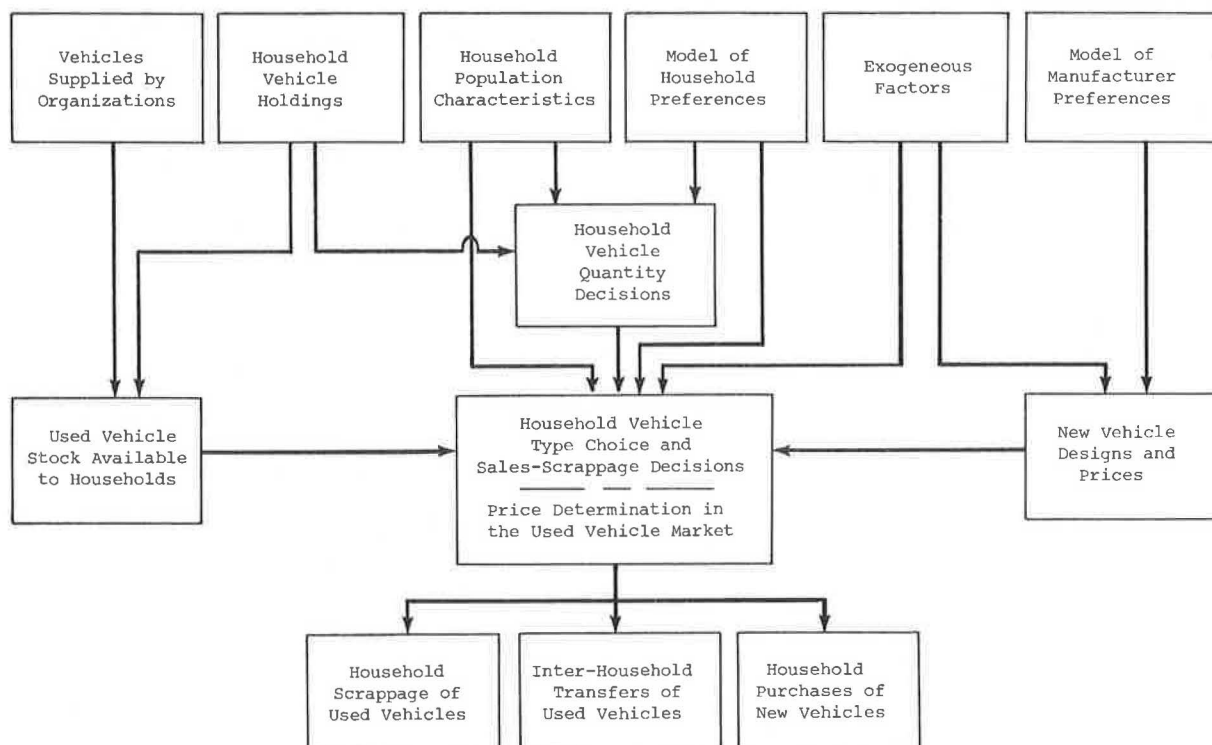 Vehicles
Supplied by
Organizations
Household
Vehicle
Holdings
Household
Population
Characteristics
Model of
Household
Preferences
Exogeneous
Factors
Model of
Manufacturer
Preferences
Household
Vehicle
Quantity
Decisions
Used Vehicle
Stock Available
to Households
Household Vehicle
Type Choice and
Sales-Scrappage Decisions
Price Determination in
the Used Vehicle Market
New Vehicle
Designs and
Prices
Household
Scrappage of
Used Vehicles
Inter-Household
Transfers of
Used Vehicles
Household
Purchases of
New Vehicles